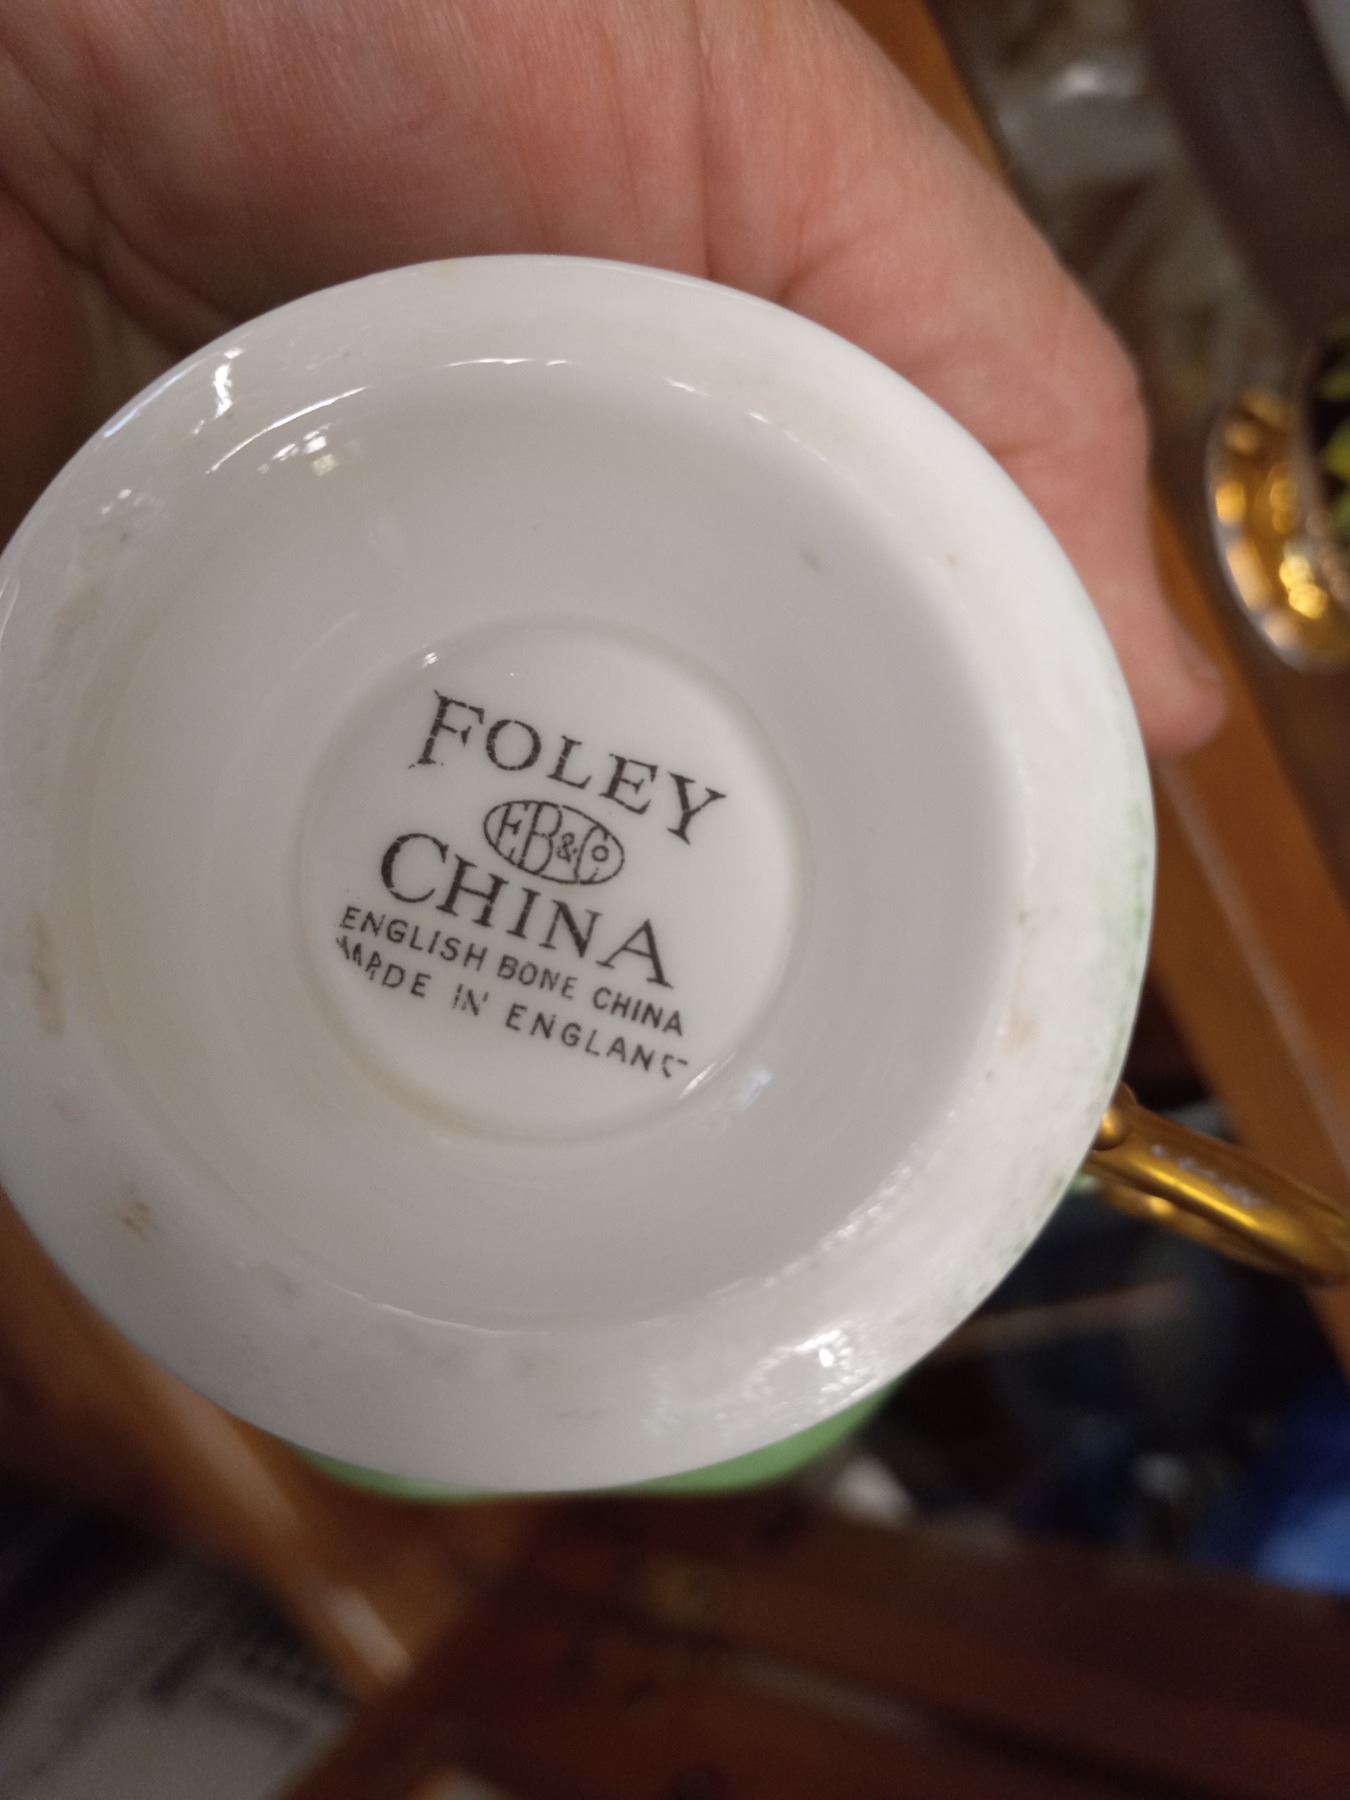 FOLEY
EB&Co
CHINA
ENGLISH BONE CHINA
MADE IN ENGLAND